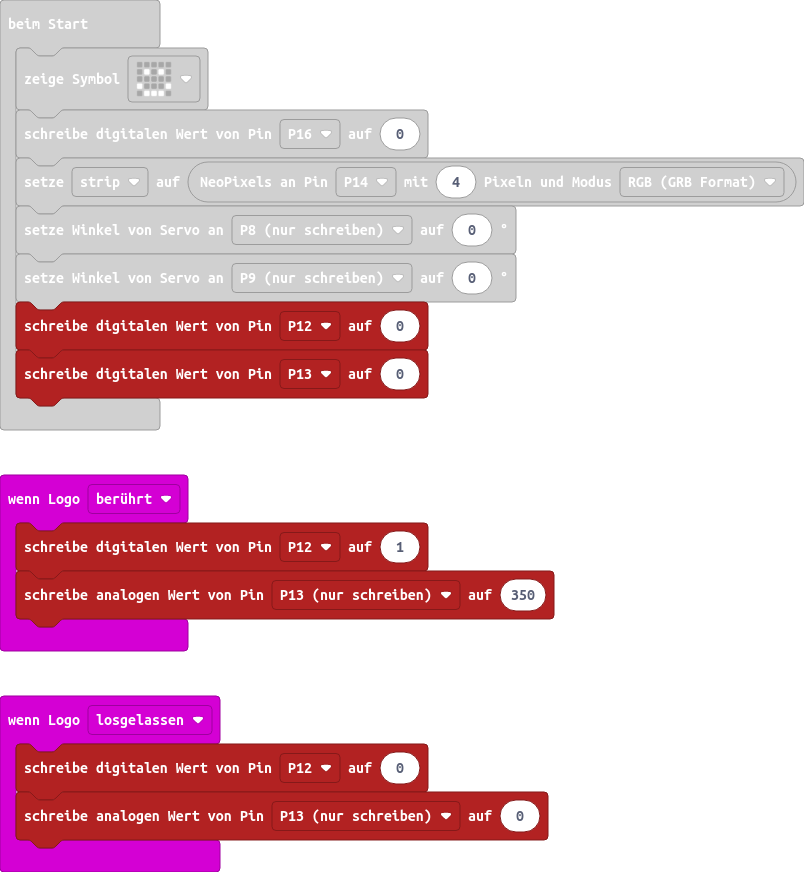 beim Start
zeige Symbol
schreibe digitalen Wert von Pin P16 auf 0
setze strip auf NeoPixels an Pin P14 mit 4 Pixeln und Modus RGB (GRB Format)
setze Winkel von Servo an P8 (nur schreiben) auf 0 °
setze Winkel von Servo an P9 (nur schreiben) auf 0 °
schreibe digitalen Wert von Pin P12 auf 0
schreibe digitalen Wert von Pin P13 auf 0
wenn Logo berührt
schreibe digitalen Wert von Pin P12 auf 1
schreibe analogen Wert von Pin P13 (nur schreiben) auf 350
wenn Logo losgelassen
schreibe digitalen Wert von Pin P12 auf 0
schreibe analogen Wert von Pin P13 (nur schreiben) auf 0